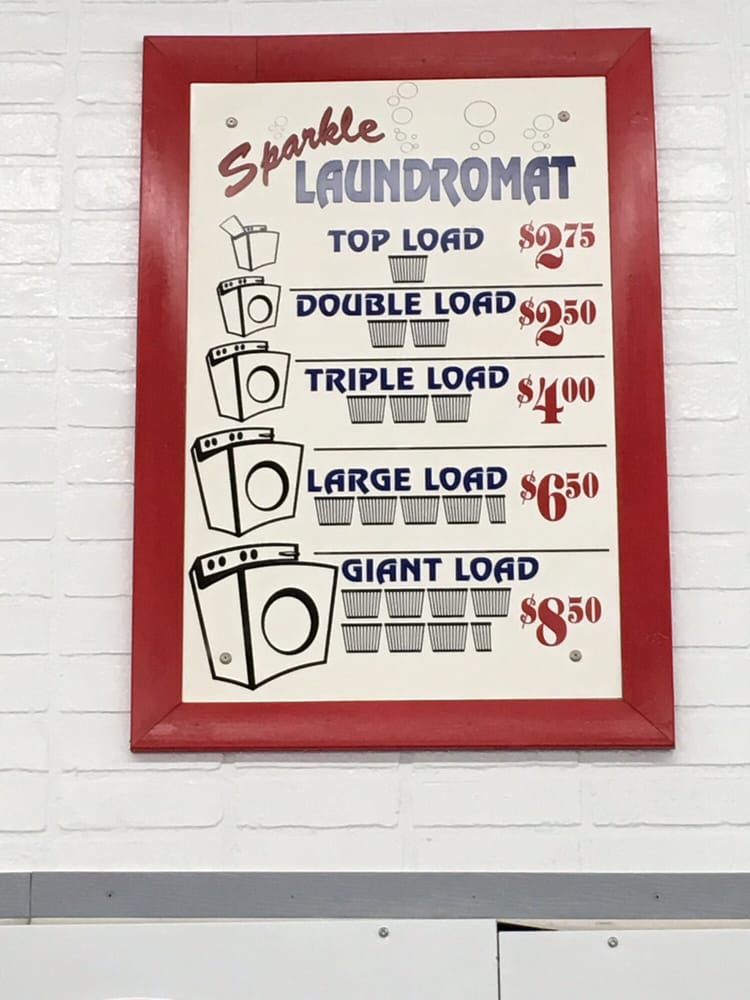 Sparkle
LAUNDROMAT
TOP LOAD $2.75
DOUBLE LOAD $2.50
TRIPLE LOAD $4.00
LARGE LOAD $6.50
GIANT LOAD
$8.50